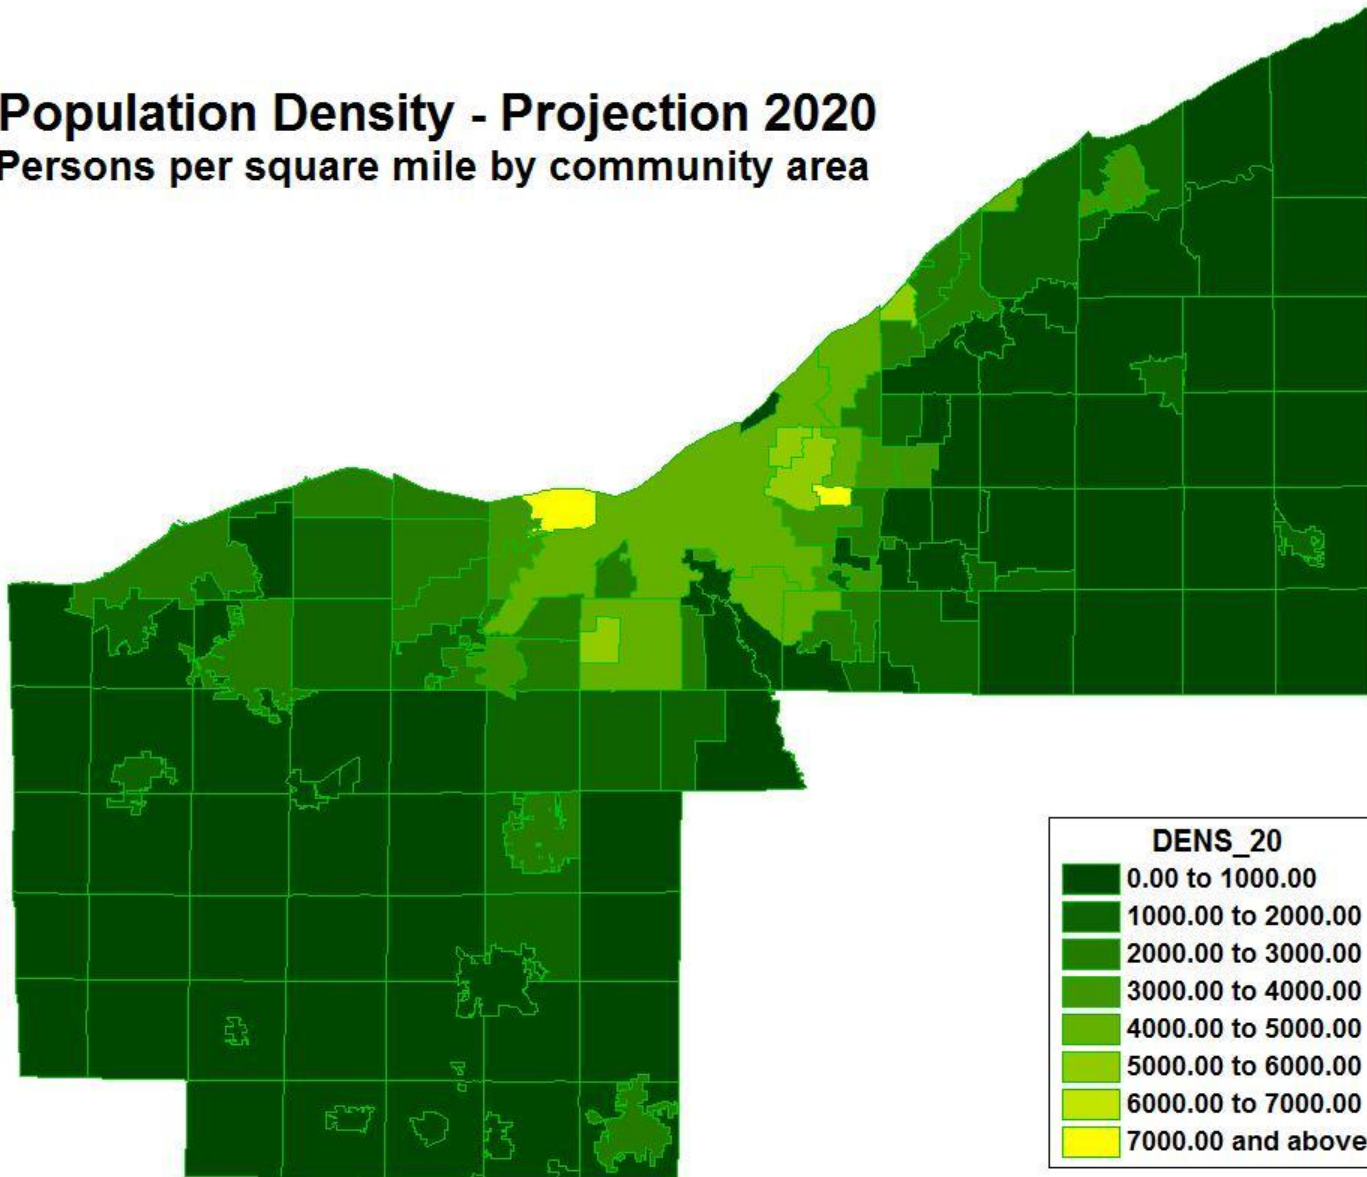 Population Density - Projection 2020
Persons per square mile by community area
DENS_20
0.00 to 1000.00
1000.00 to 2000.00
2000.00 to 3000.00
3000.00 to 4000.00
4000.00 to 5000.00
5000.00 to 6000.00
6000.00 to 7000.00
7000.00 and above